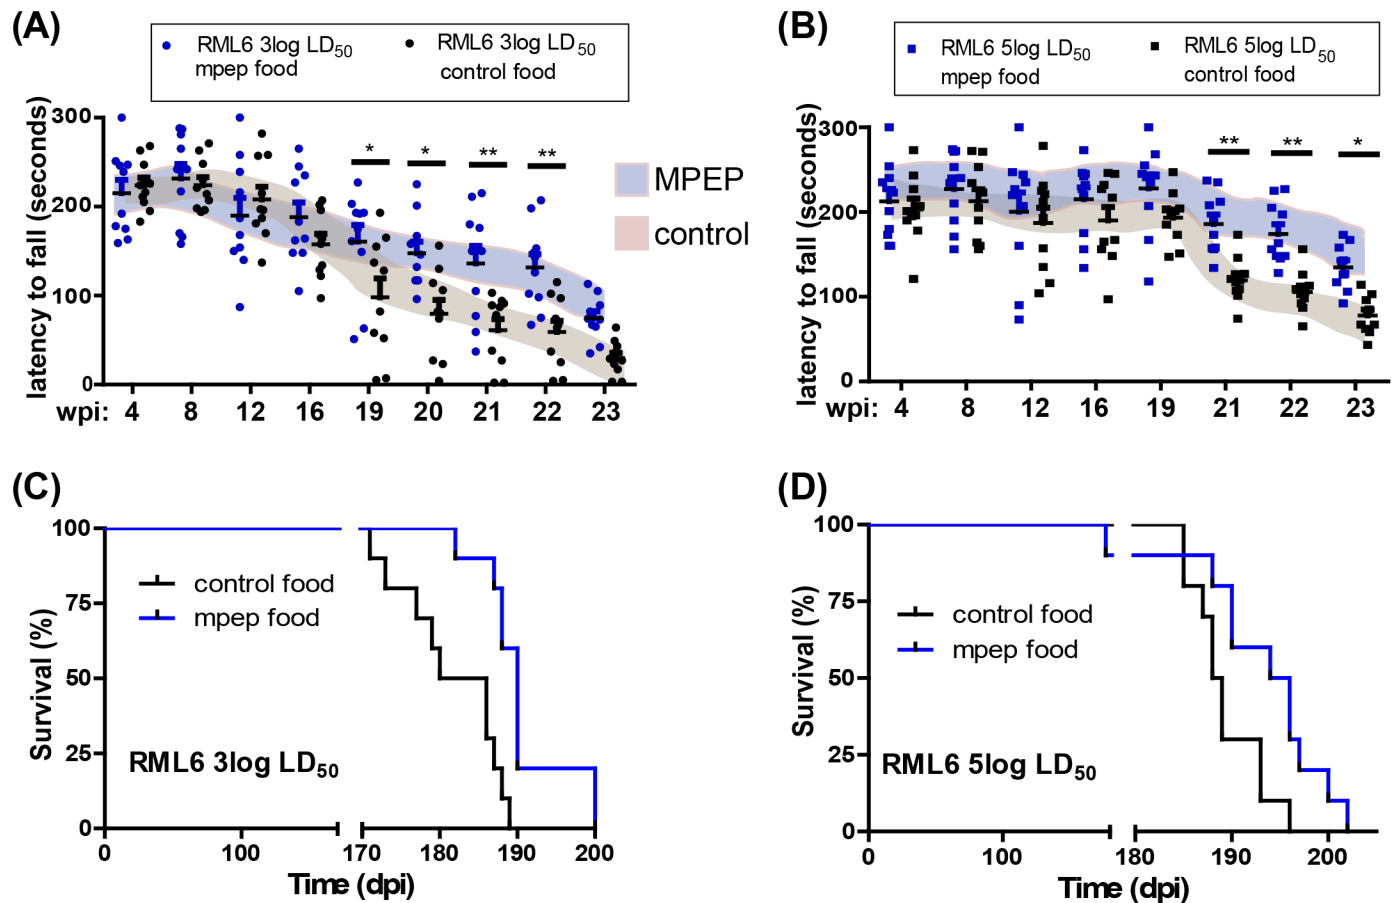 (A)
RML6 3log LD50
mpep food
RML6 3log LD50
control food
latency to fall (seconds)
300
200
100
0
* * ** **
MPEP
control
wpi: 4 8 12 16 19 20 21 22 23
(B)
RML6 5log LD50
mpep food
RML6 5log LD50
control food
latency to fall (seconds)
300
200
100
0
** ** *
wpi: 4 8 12 16 19 21 22 23
(C)
Survival (%)
100
75
50
25
0
control food
mpep food
RML6 3log LD50
0 100 170 180 190 200
Time (dpi)
(D)
Survival (%)
100
75
50
25
0
control food
mpep food
RML6 5log LD50
0 100 180 190 200
Time (dpi)